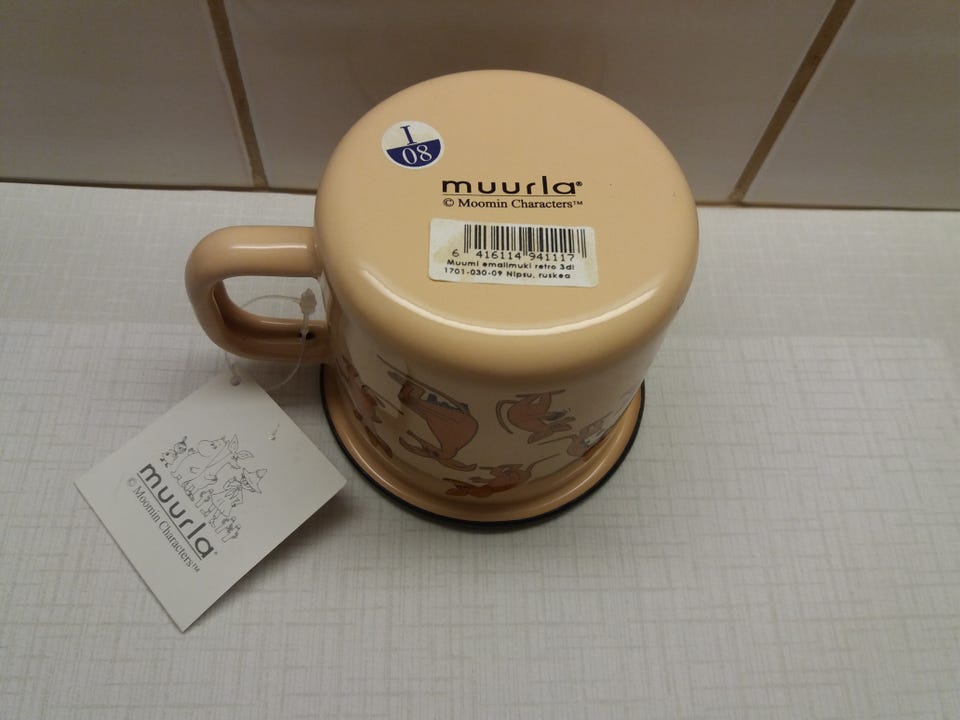 I
08
muurla®
© Moomin Characters™
6 416114 941117
Muumi emalimuki retro 3dl
1701-030-09 Nipsu, ruskea
muurla®
© Moomin Characters™